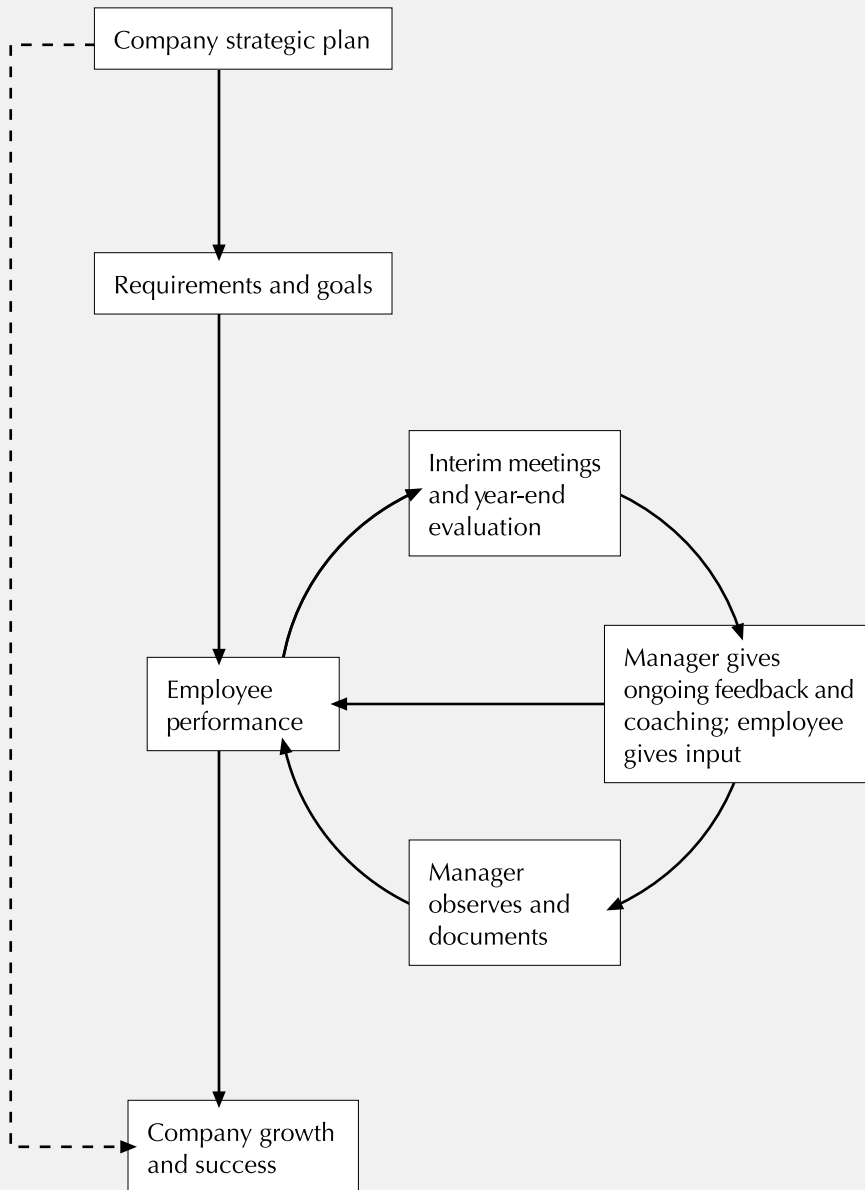 Company strategic plan
Requirements and goals
Interim meetings
and year-end
evaluation
Employee
performance
Manager gives
ongoing feedback and
coaching; employee
gives input
Manager
observes and
documents
Company growth
and success